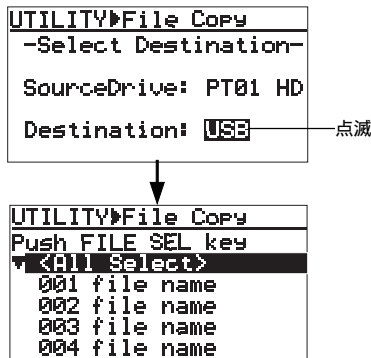 UTILITY▶File Copy
-Select Destination-
SourceDrive: PT01 HD
Destination: USB
点滅
UTILITY▶File Copy
Push FILE SEL key
▼ <All Select>
001 file name
002 file name
003 file name
004 file name